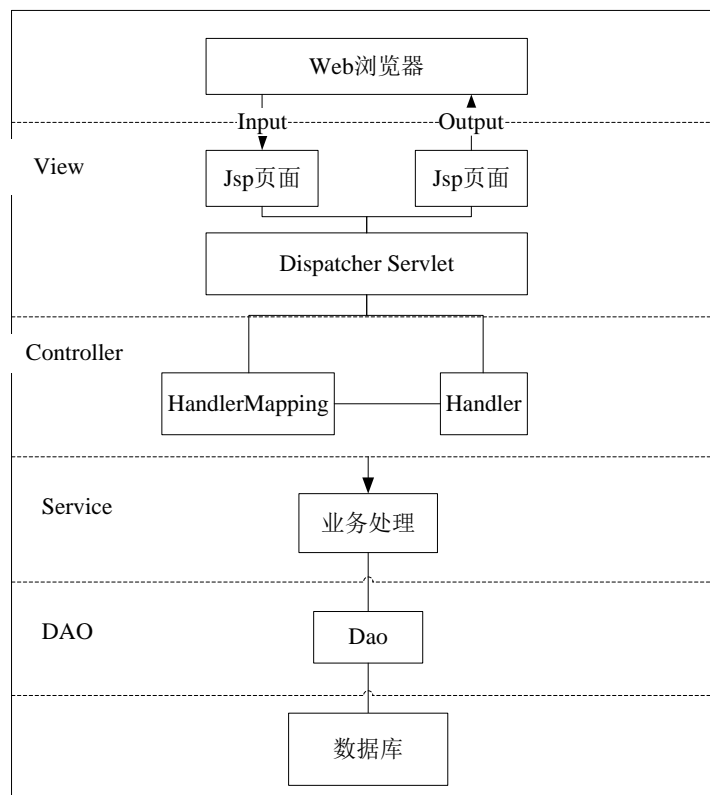 Web浏览器
Input
Output
View
Jsp页面
Jsp页面
Dispatcher Servlet
Controller
HandlerMapping
Handler
Service
业务处理
DAO
Dao
数据库